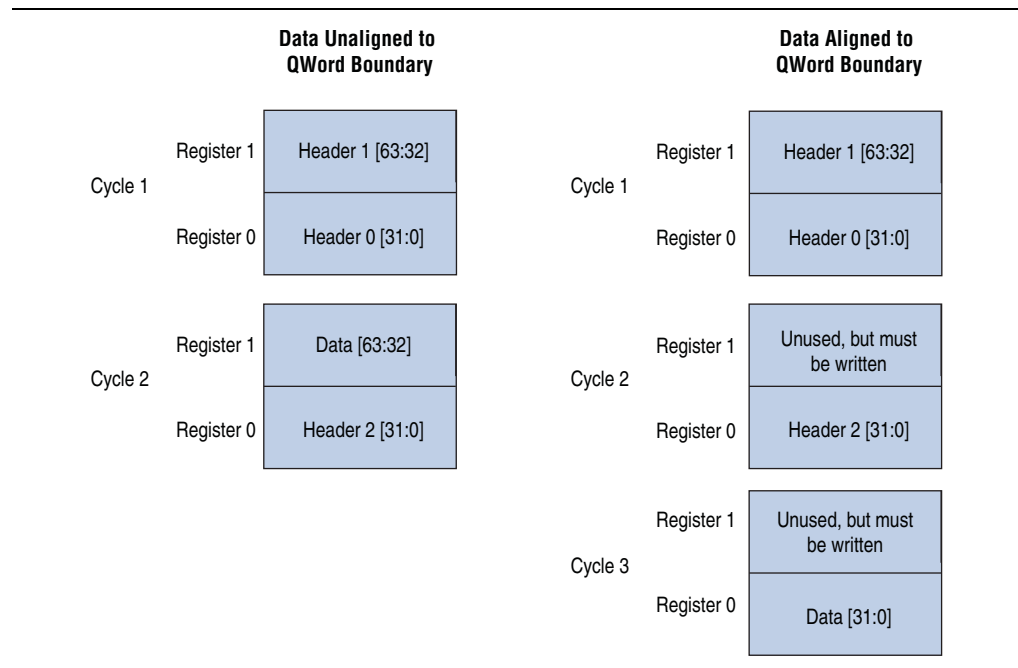 Data Unaligned to
QWord Boundary
Register 1
Header 1 [63:32]
Cycle 1
Register 0
Header 0 [31:0]
Register 1
Data [63:32]
Cycle 2
Register 0
Header 2 [31:0]
Data Aligned to
QWord Boundary
Register 1
Header 1 [63:32]
Cycle 1
Register 0
Header 0 [31:0]
Register 1
Unused, but must
be written
Cycle 2
Register 0
Header 2 [31:0]
Register 1
Unused, but must
be written
Cycle 3
Register 0
Data [31:0]